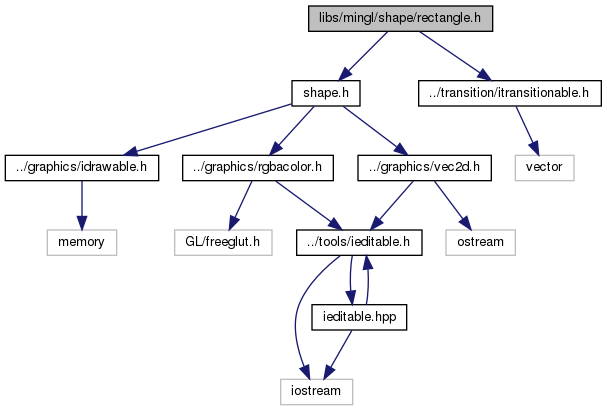 libs/mingl/shape/rectangle.h
shape.h
../transition/itransitionable.h
../graphics/idrawable.h
../graphics/rgbacolor.h
../graphics/vec2d.h
vector
memory
GL/freeglut.h
../tools/ieditable.h
ostream
ieditable.hpp
iostream